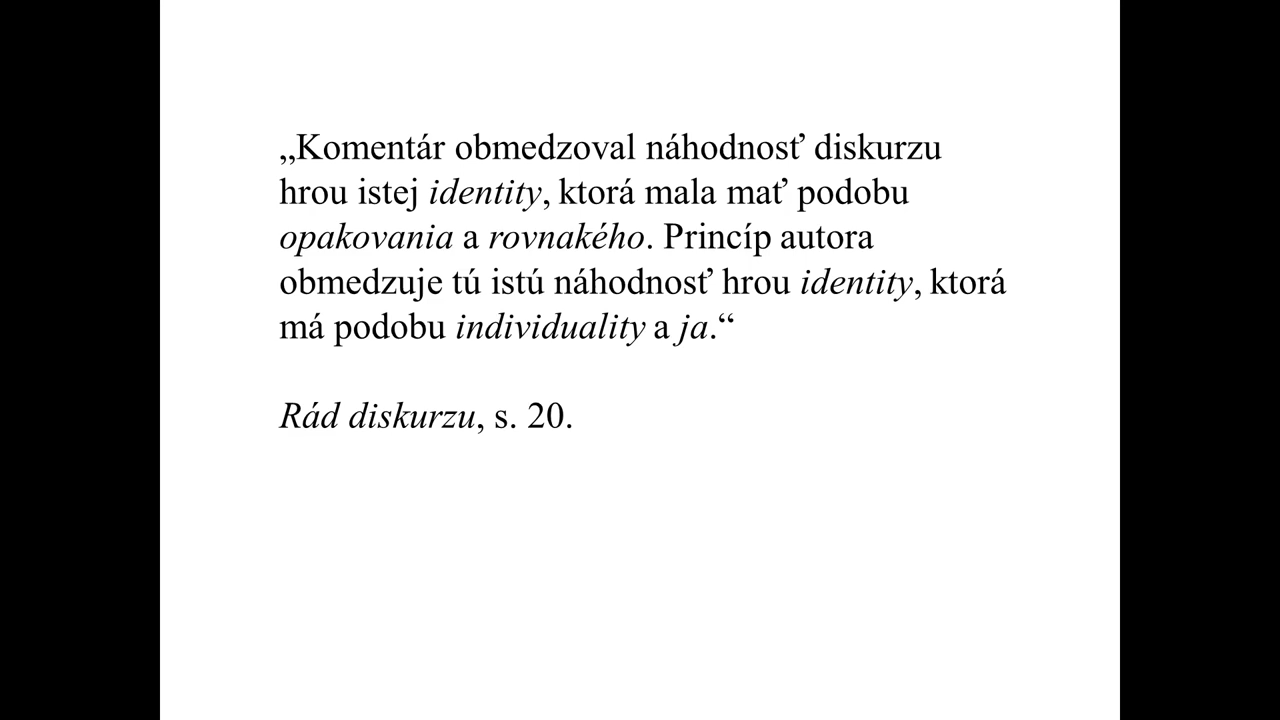 „Komentár obmedzoval náhodnosť diskurzu
hrou istej identity, ktorá mala mať podobu
opakovania a rovnakého. Princíp autora
obmedzuje tú istú náhodnosť hrou identity, ktorá
má podobu individuality a ja.“
Rád diskurzu, s. 20.